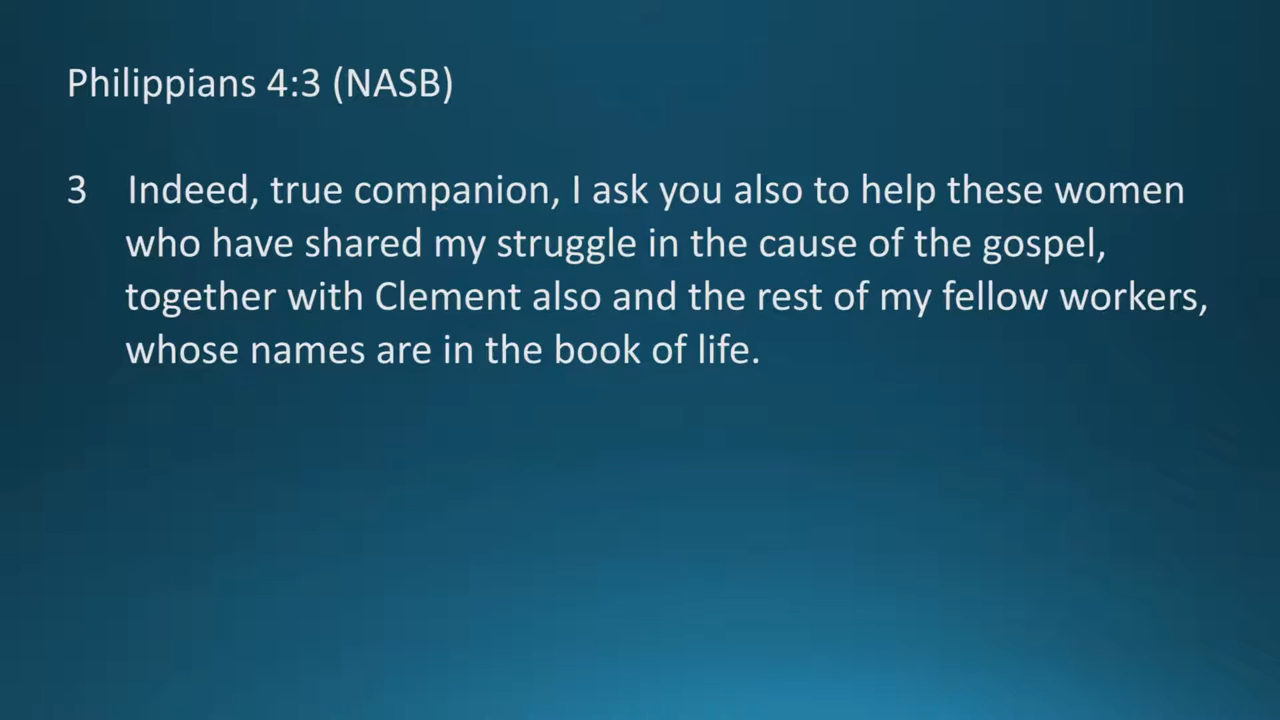 Philippians 4:3 (NASB)
3 Indeed, true companion, I ask you also to help these women
who have shared my struggle in the cause of the gospel,
together with Clement also and the rest of my fellow workers,
whose names are in the book of life.